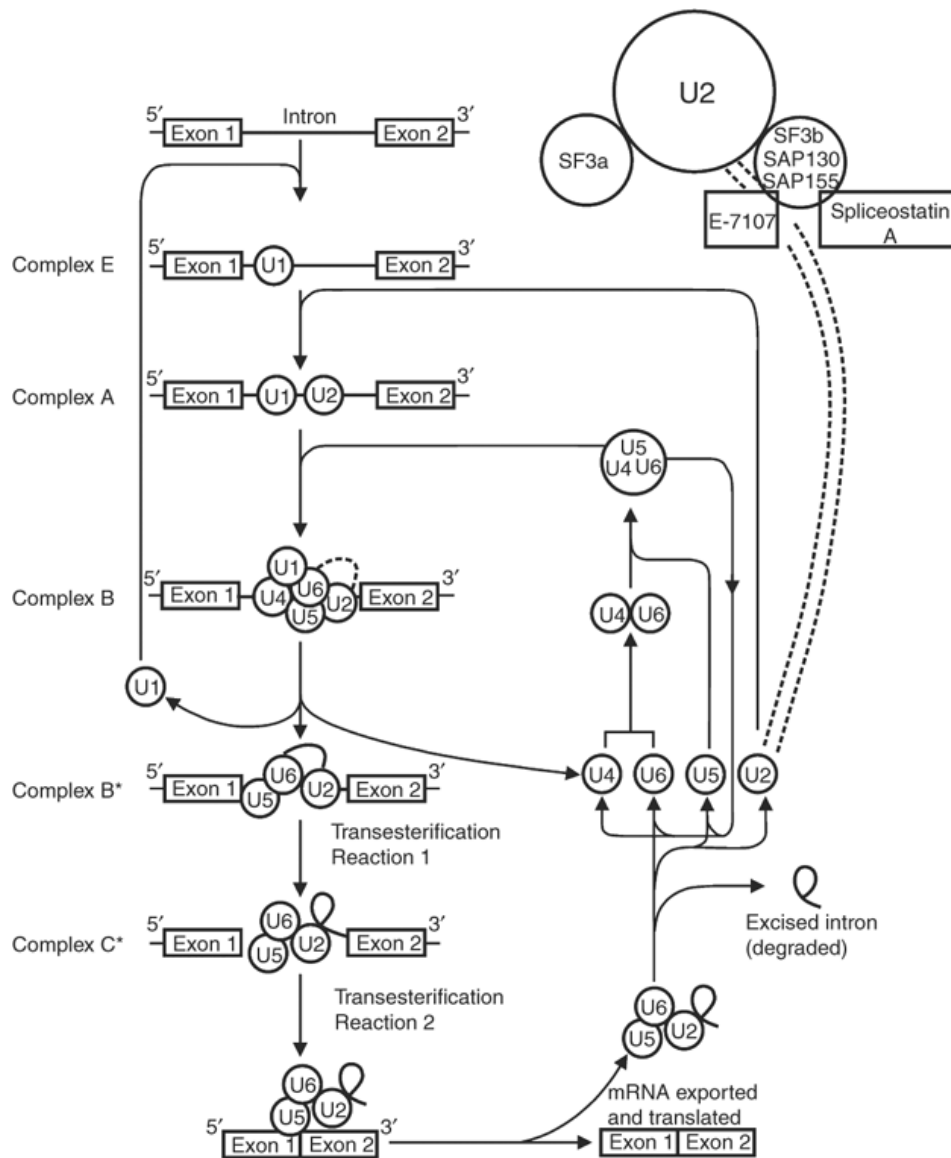 5′ Intron 3′
Exon 1 Exon 2
U2
SF3a
SF3b
SAP130
SAP155
E-7107
Spliceostatin
A
Complex E
5′ 3′
Exon 1 U1 Exon 2
Complex A
5′ 3′
Exon 1 U1 U2 Exon 2
U5
U4 U6
Complex B
5′ 3′
Exon 1 U1 U4 U6 U5 U2 Exon 2
U4 U6
U1
U4 U6 U5 U2
Complex B*
5′ 3′
Exon 1 U5 U6 U2 Exon 2
Transesterification
Reaction 1
Complex C*
5′ 3′
Exon 1 U6 U5 U2 Exon 2
Excised intron
(degraded)
Transesterification
Reaction 2
U6
U5 U2
U6
U5 U2
5′ 3′
Exon 1 Exon 2
mRNA exported
and translated
Exon 1 Exon 2